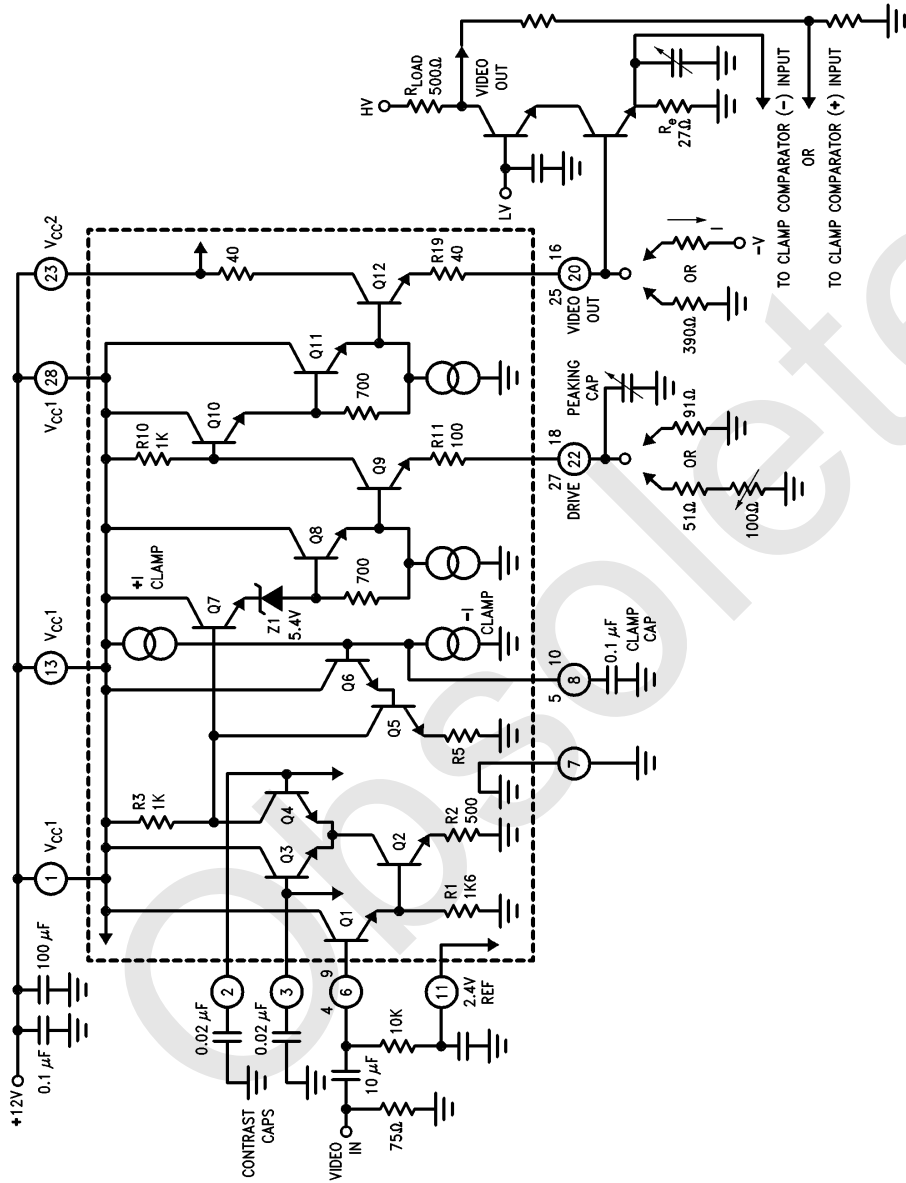 +12V
0.1 μF
100 μF
1
VCC1
13
VCC1
28
VCC1
23
VCC2
CONTRAST
CAPS
0.02 μF
0.02 μF
2
3
VIDEO
IN
75Ω
10 μF
10K
4
9
6
11
2.4V
REF
Q1
R1
1K6
Q2
R2
500
Q3
Q4
R3
1K
Q5
R5
Q6
+I
CLAMP
-I
CLAMP
Q7
Z1
5.4V
Q8
700
Q9
R10
1K
R11
100
Q10
Q11
700
Q12
40
R19
40
7
5
10
8
0.1 μF
CLAMP
CAP
27
18
22
DRIVE
PEAKING
CAP
51Ω
OR
91Ω
100Ω
25
16
20
VIDEO
OUT
390Ω
OR
I
-V
LV
HV
RLOAD
500Ω
VIDEO
OUT
Re
27Ω
TO CLAMP COMPARATOR (-) INPUT
OR
TO CLAMP COMPARATOR (+) INPUT
Obsolete